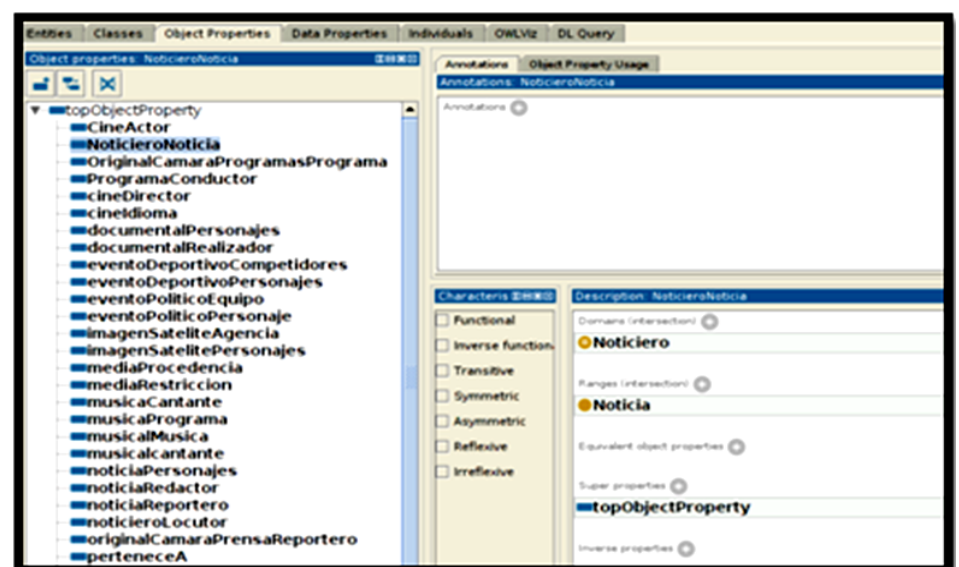 Entities Classes Object Properties Data Properties Individuals OWLViz DL Query
Object properties: NoticieroNoticia
topObjectProperty
CineActor
NoticieroNoticia
OriginalCamaraProgramasPrograma
ProgramaConductor
cineDirector
cineIdioma
documentalPersonajes
documentalRealizador
eventoDeportivoCompetidores
eventoDeportivoPersonajes
eventoPoliticoEquipo
eventoPoliticoPersonaje
imagenSateliteAgencia
imagenSatelitePersonajes
mediaProcedencia
mediaRestriccion
musicaCantante
musicaPrograma
musicalMusica
musicalcantante
noticiaPersonajes
noticiaRedactor
noticiaReportero
noticieroLocutor
originalCamaraPrensaReportero
perteneceA
Annotations Object Property Usage
Annotations: NoticieroNoticia
Annotations
Characteris
Functional
Inverse function
Transitive
Symmetric
Asymmetric
Reflexive
Irreflexive
Description: NoticieroNoticia
Domains (intersection)
Noticiero
Ranges (intersection)
Noticia
Equivalent object properties
Super properties
topObjectProperty
Inverse properties